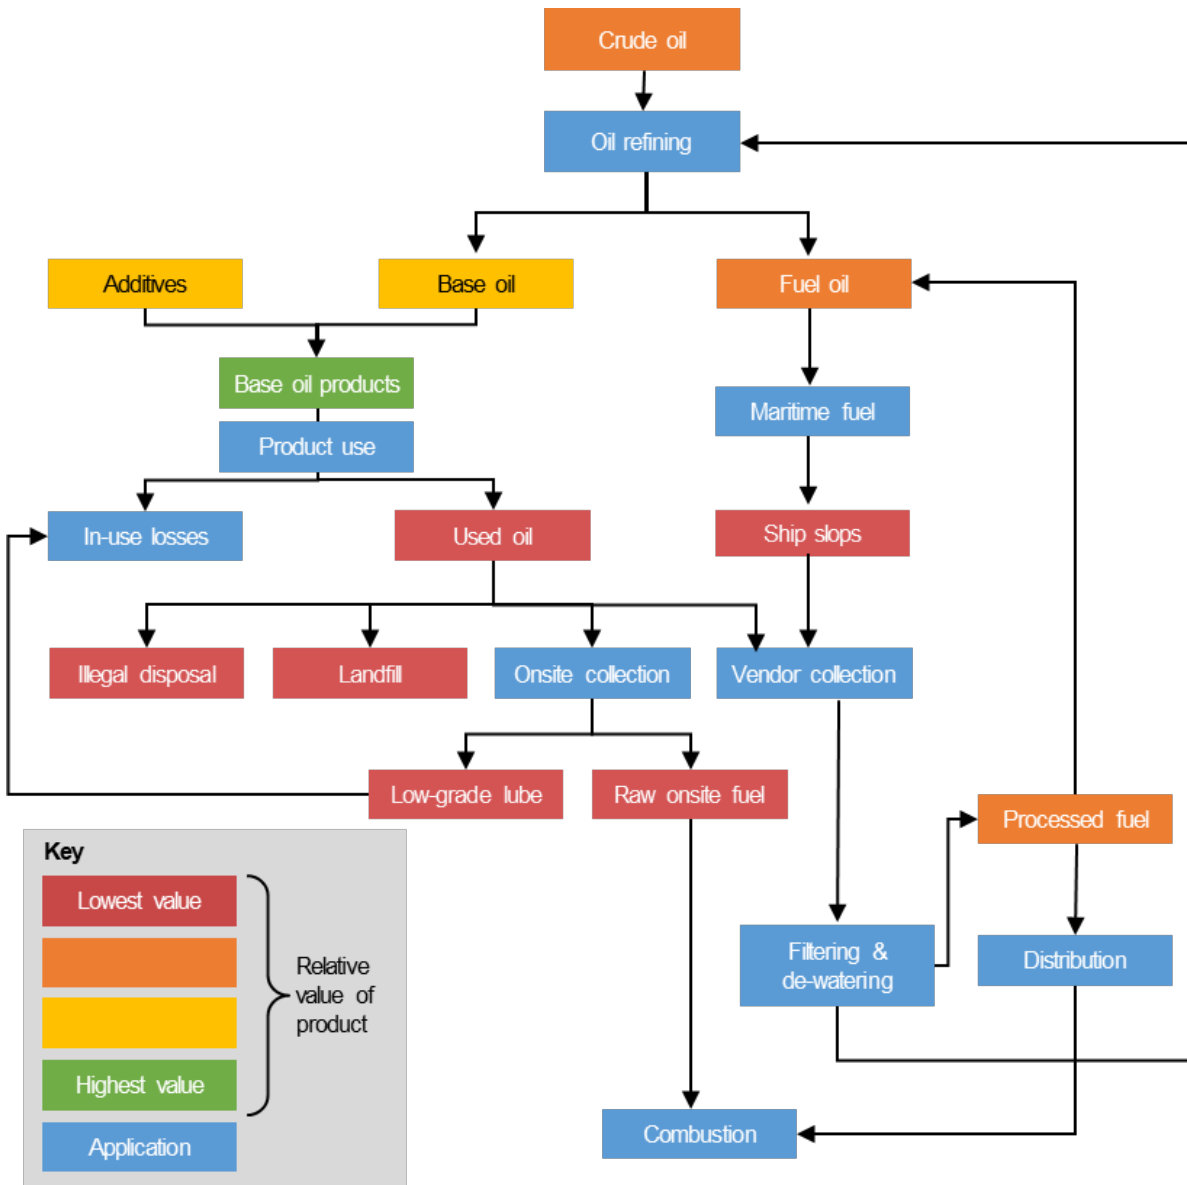 Crude oil
Oil refining
Additives
Base oil
Fuel oil
Base oil products
Maritime fuel
Product use
In-use losses
Used oil
Ship slops
Illegal disposal
Landfill
Onsite collection
Vendor collection
Low-grade lube
Raw onsite fuel
Processed fuel
Filtering &
de-watering
Distribution
Combustion
Key
Lowest value
Relative
value of
product
Highest value
Application